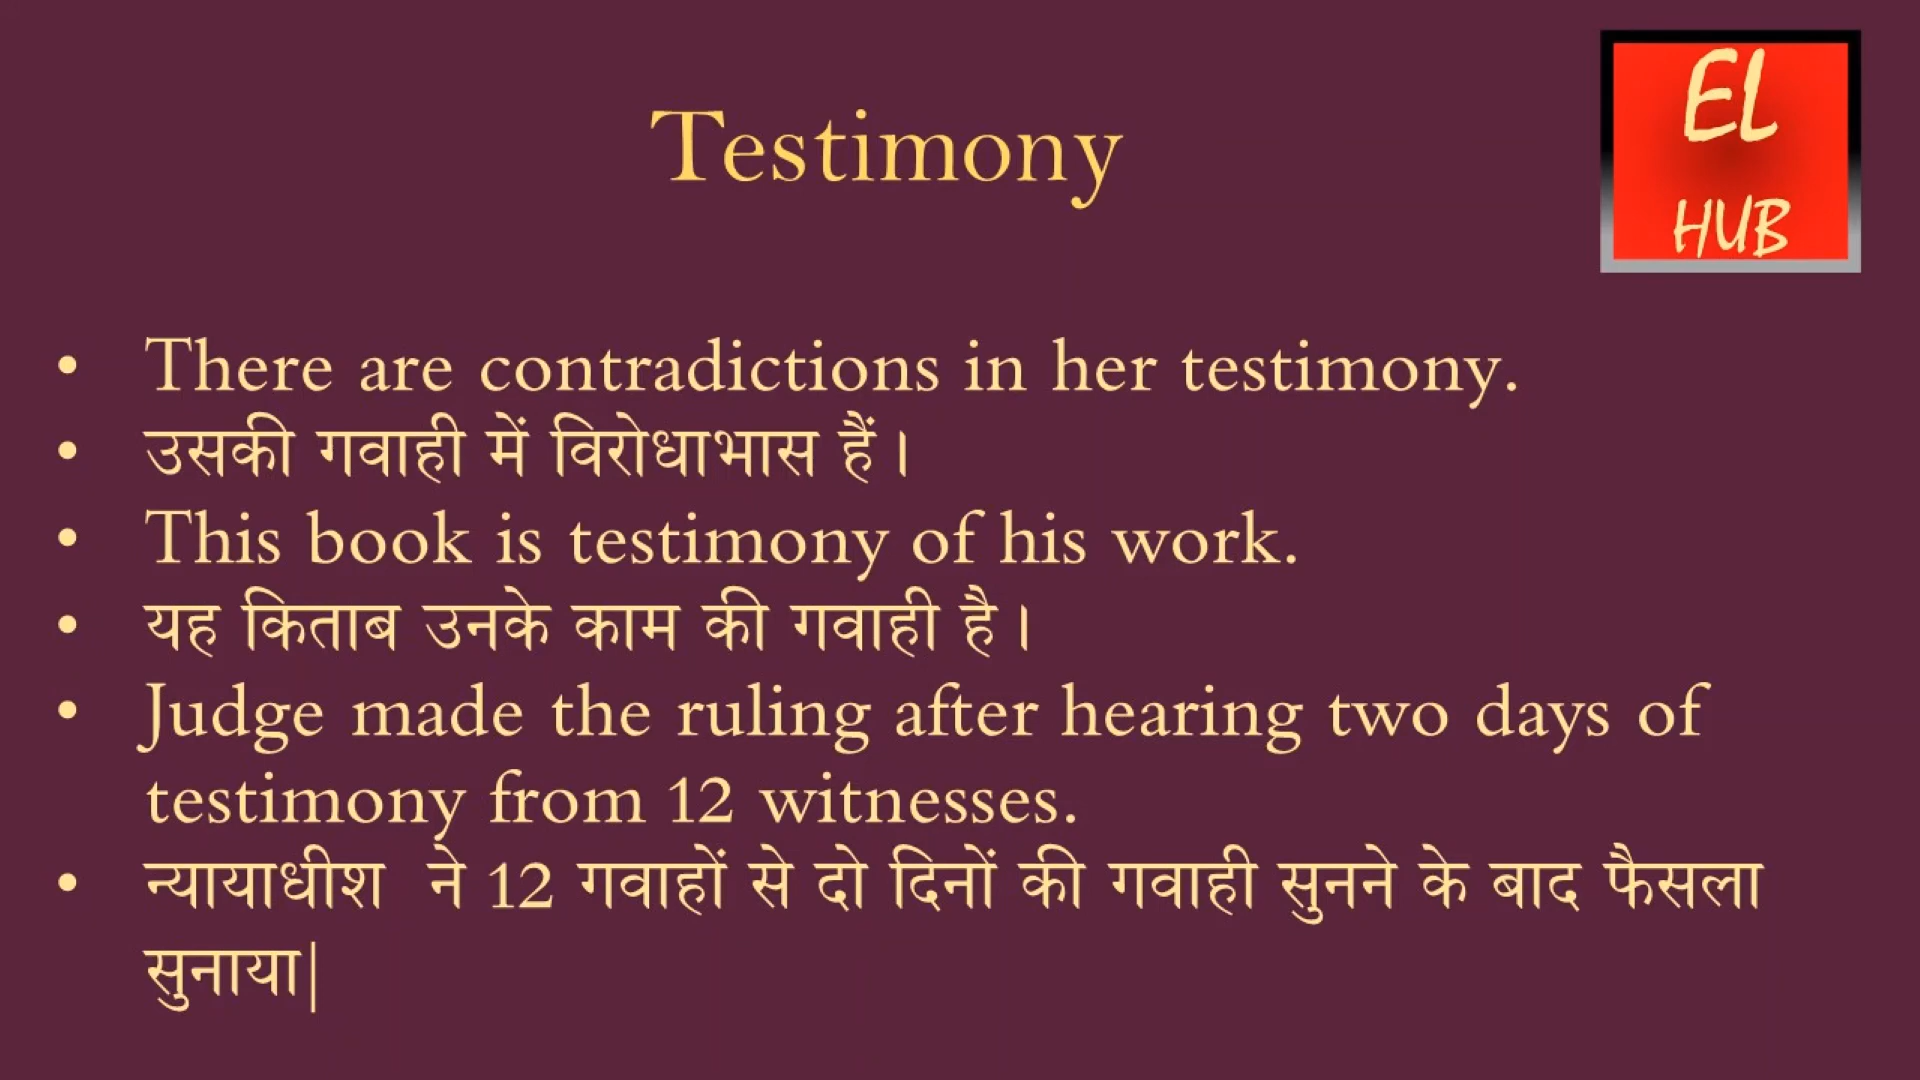 Testimony
EL
HUB
• There are contradictions in her testimony.
• उसकी गवाही में विरोधाभास हैं।
• This book is testimony of his work.
• यह किताब उनके काम की गवाही है।
• Judge made the ruling after hearing two days of
testimony from 12 witnesses.
• न्यायाधीश  ने 12 गवाहों से दो दिनों की गवाही सुनने के बाद फैसला
सुनाया|